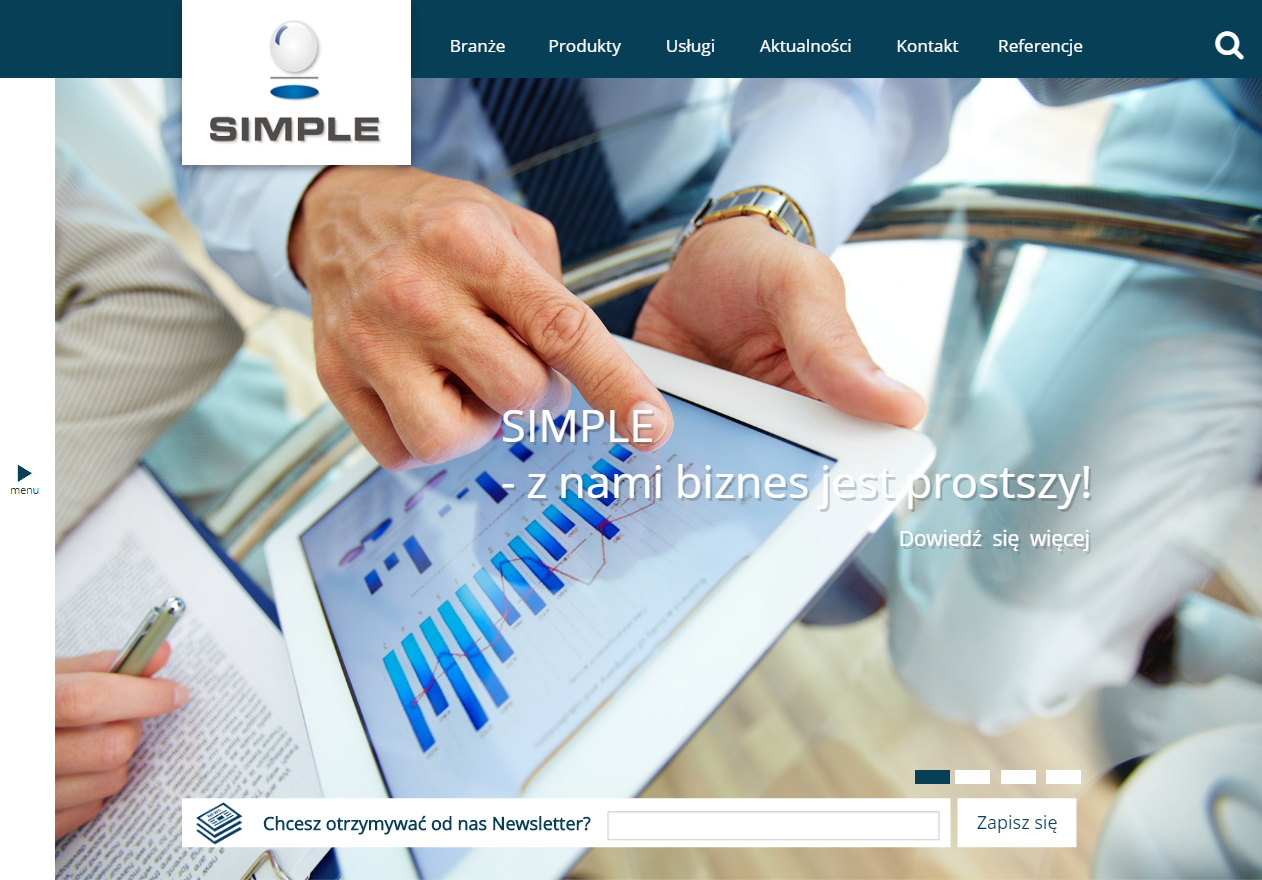 SIMPLE
Branże Produkty Usługi Aktualności Kontakt Referencje
menu
SIMPLE
- z nami biznes jest prostszy!
Dowiedź się więcej
Chcesz otrzymywać od nas Newsletter?
Zapisz się